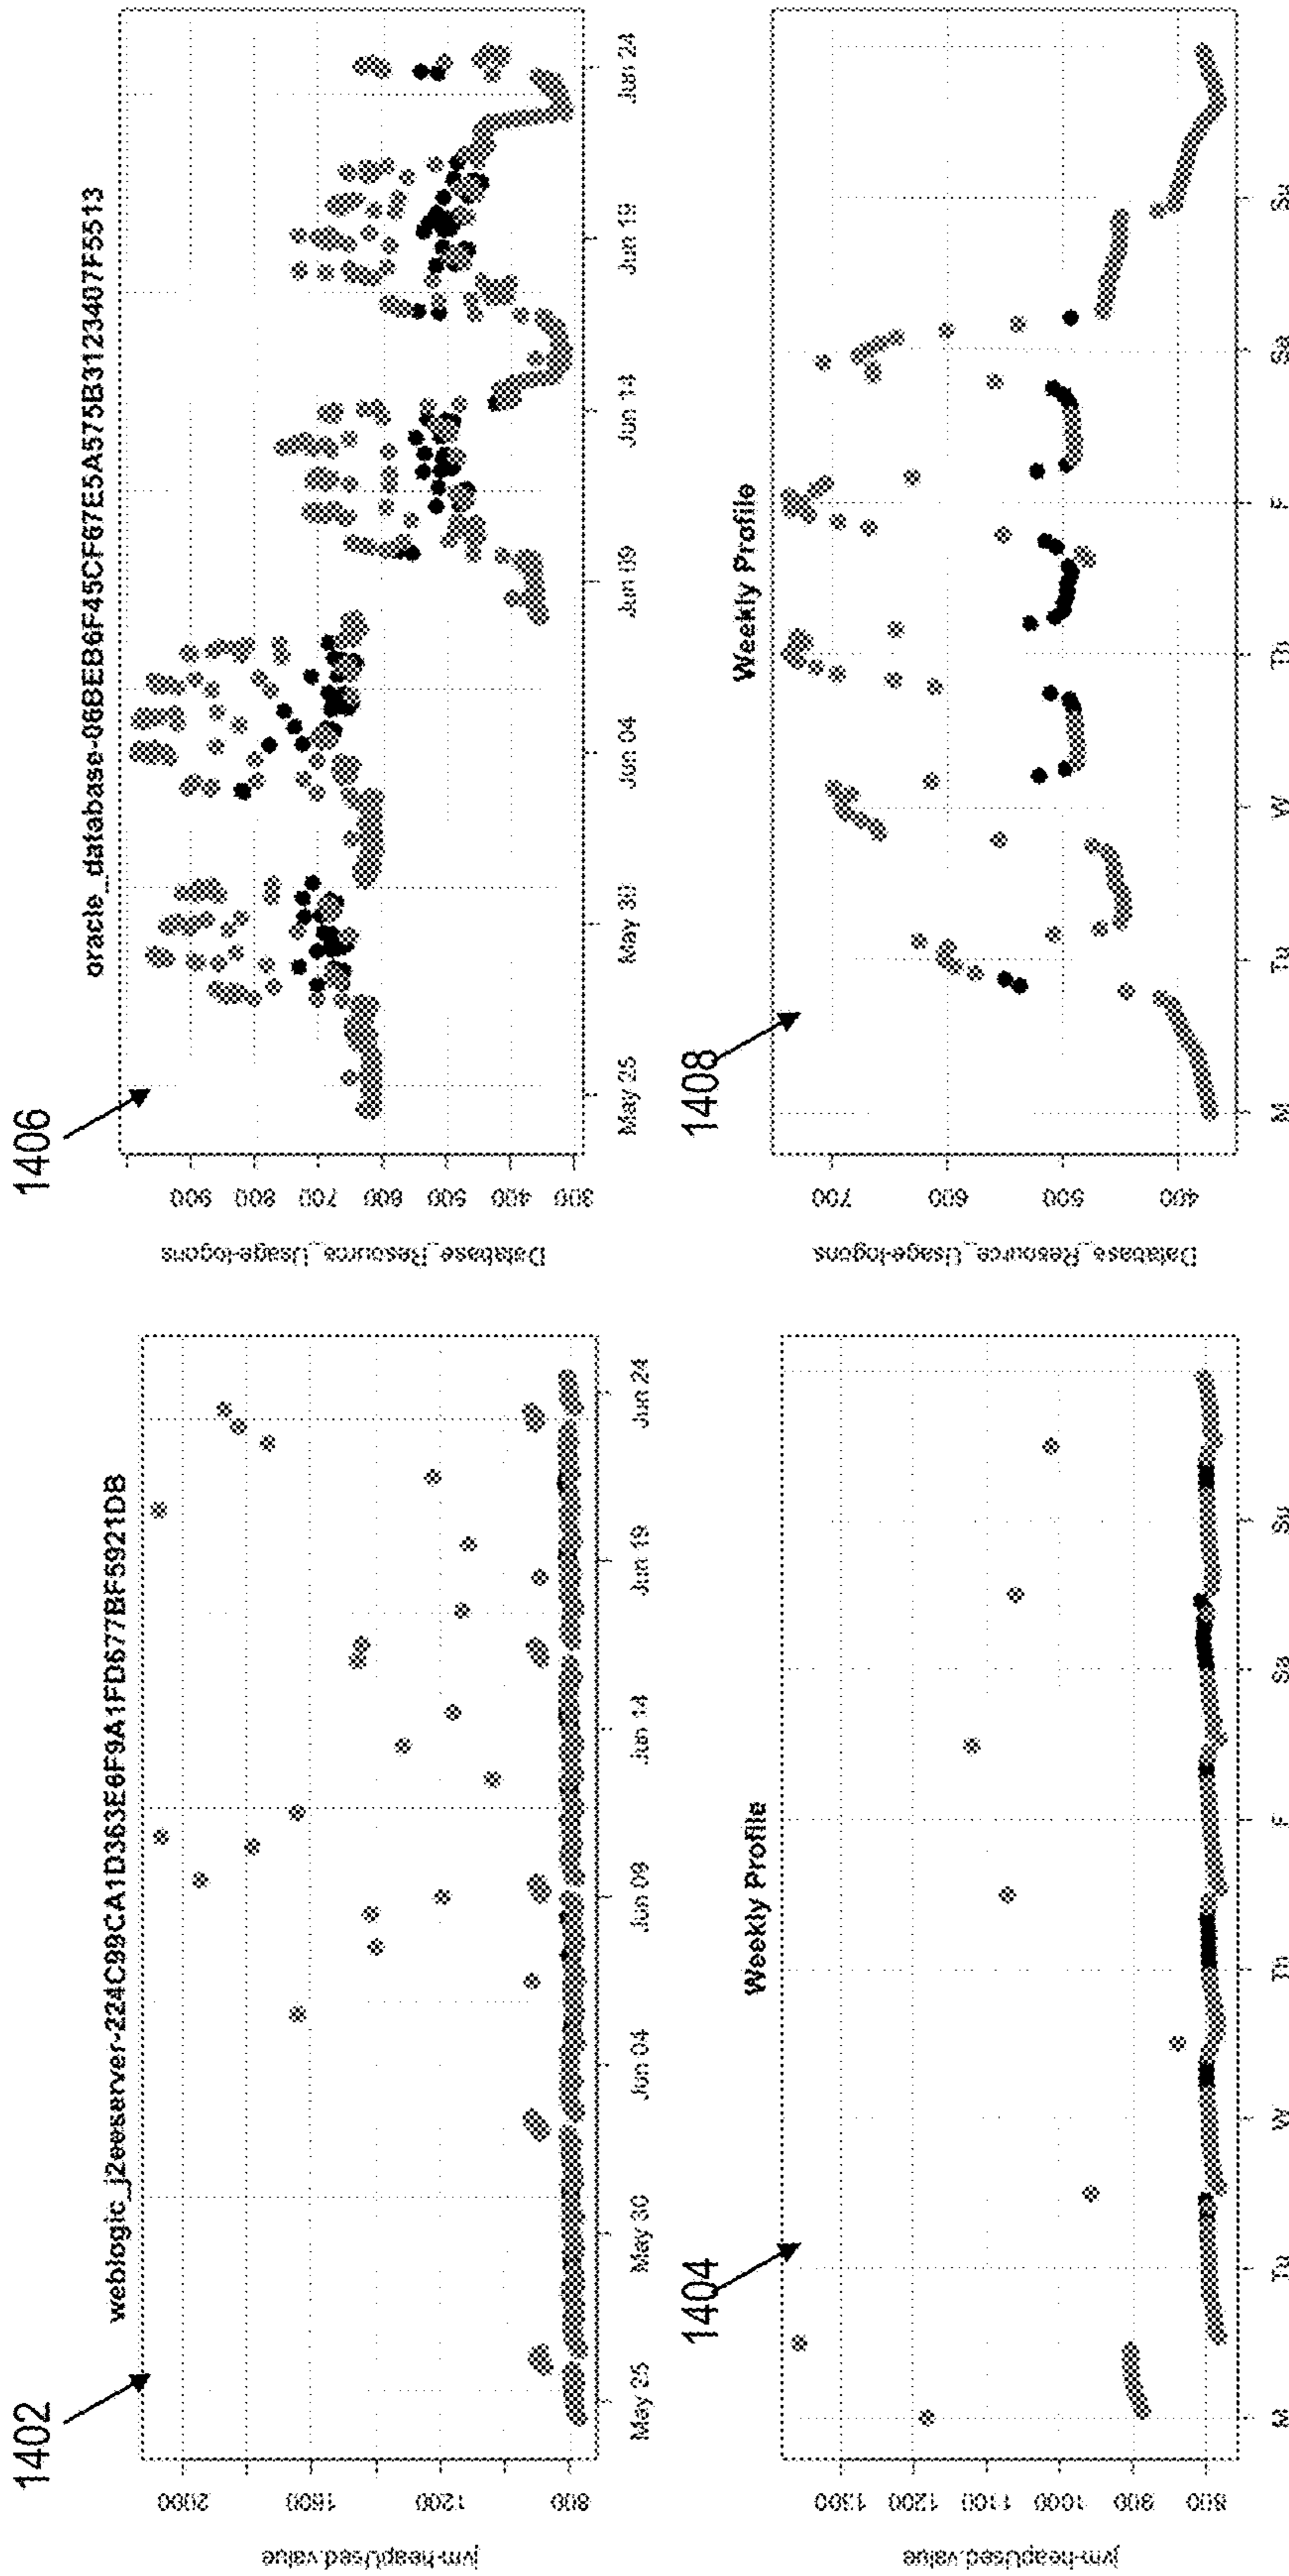 1402
weblogic_j2eeserver-224C98CA1D363E6F9A1FD577BF5921DB
jvm-heapUsed.value
2000
1600
1200
800
May 25
May 30
Jun 04
Jun 09
Jun 14
Jun 19
Jun 24
1404
Weekly Profile
jvm-heapUsed.value
1300
1200
1100
1000
900
800
M
Tu
W
Th
F
Sa
Su
1406
oracle_database-06BEB6F45CF67E5A575B3123407F5513
Database_Resource_Usage-logons
900
800
700
600
500
400
300
May 25
May 30
Jun 04
Jun 09
Jun 14
Jun 19
Jun 24
1408
Weekly Profile
Database_Resource_Usage-logons
700
600
500
400
M
Tu
W
Th
F
Sa
Su